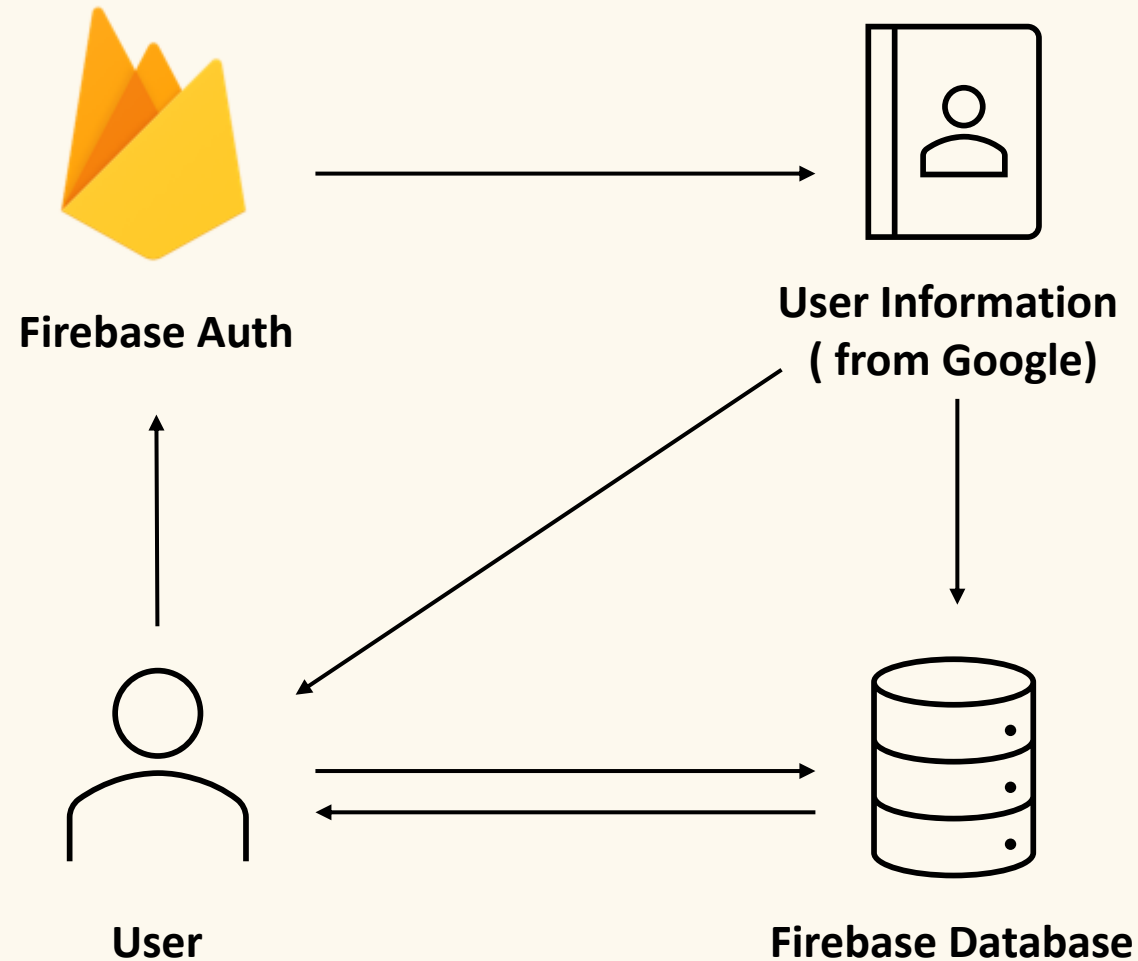 Firebase Auth
User Information
( from Google)
User
Firebase Database